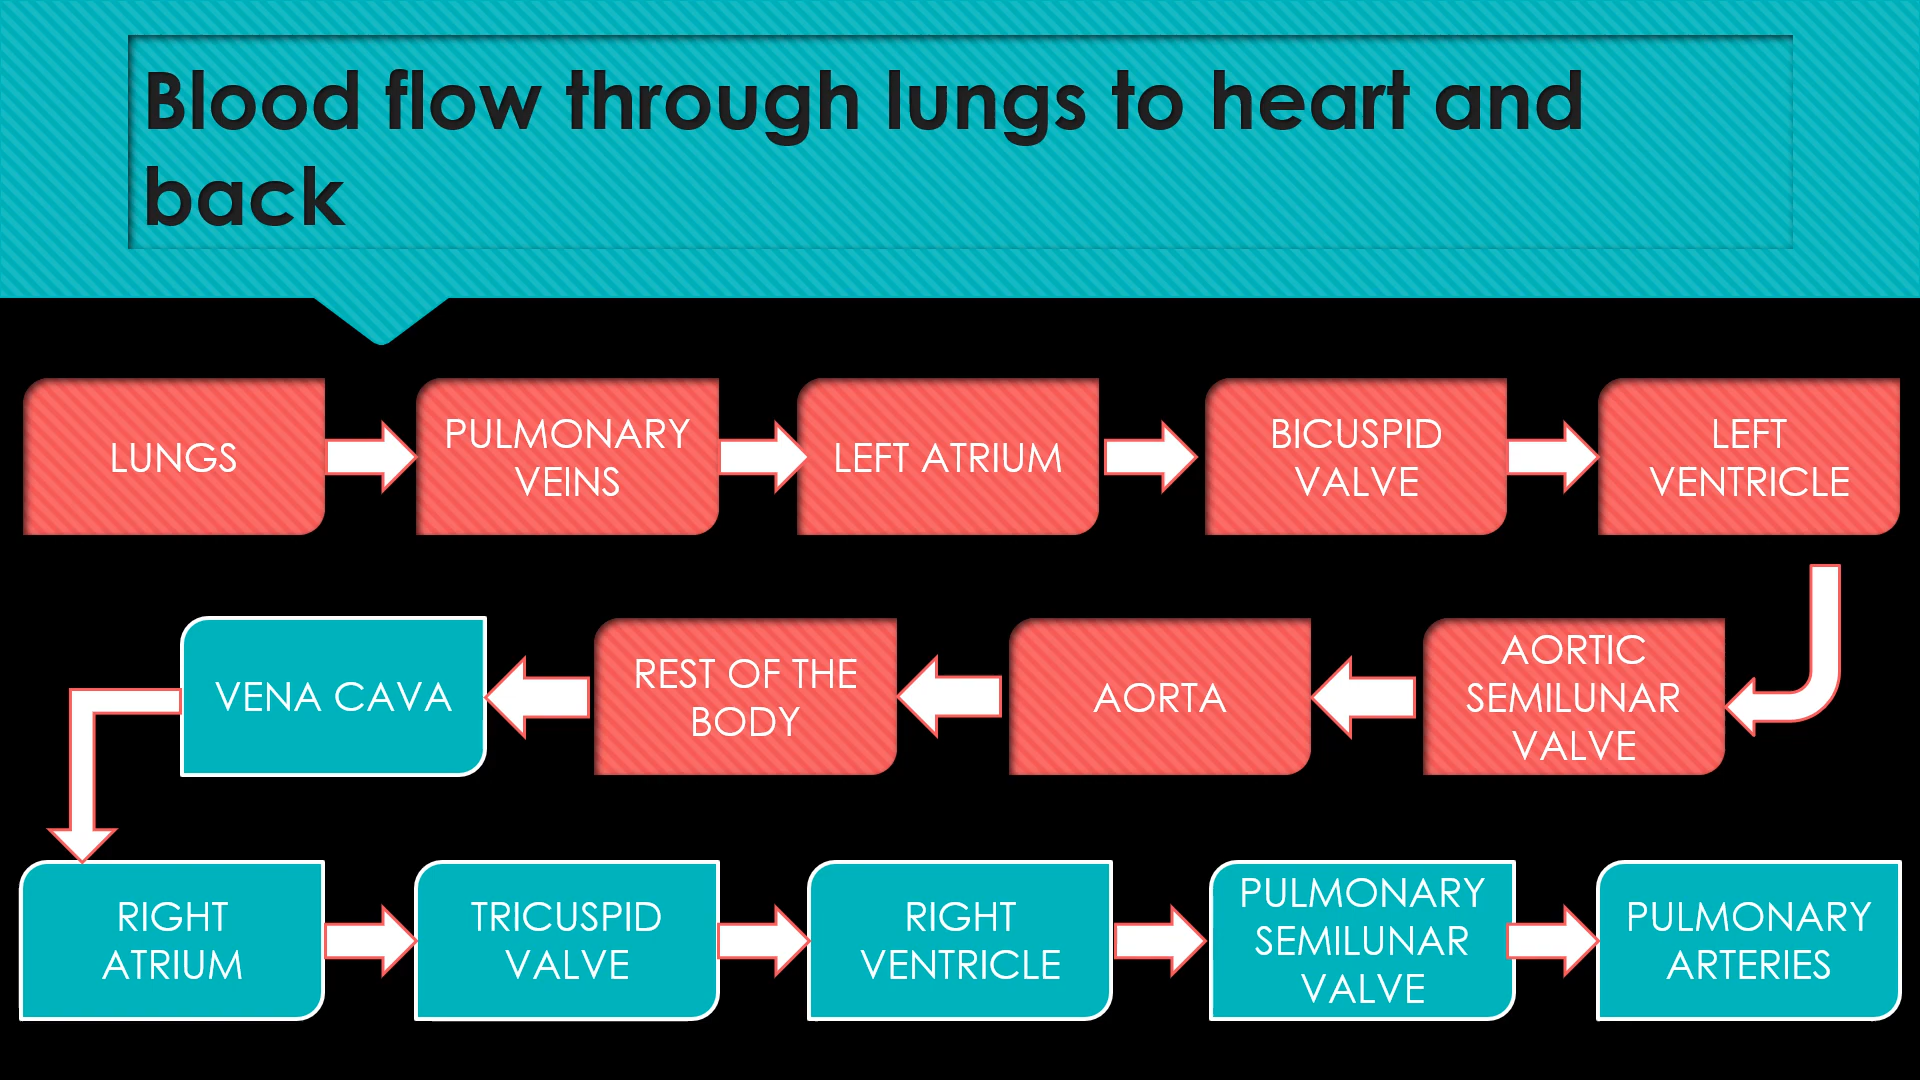 Blood flow through lungs to heart and
back
LUNGS
PULMONARY
VEINS
LEFT ATRIUM
BICUSPID
VALVE
LEFT
VENTRICLE
AORTIC
SEMILUNAR
VALVE
AORTA
REST OF THE
BODY
VENA CAVA
RIGHT
ATRIUM
TRICUSPID
VALVE
RIGHT
VENTRICLE
PULMONARY
SEMILUNAR
VALVE
PULMONARY
ARTERIES